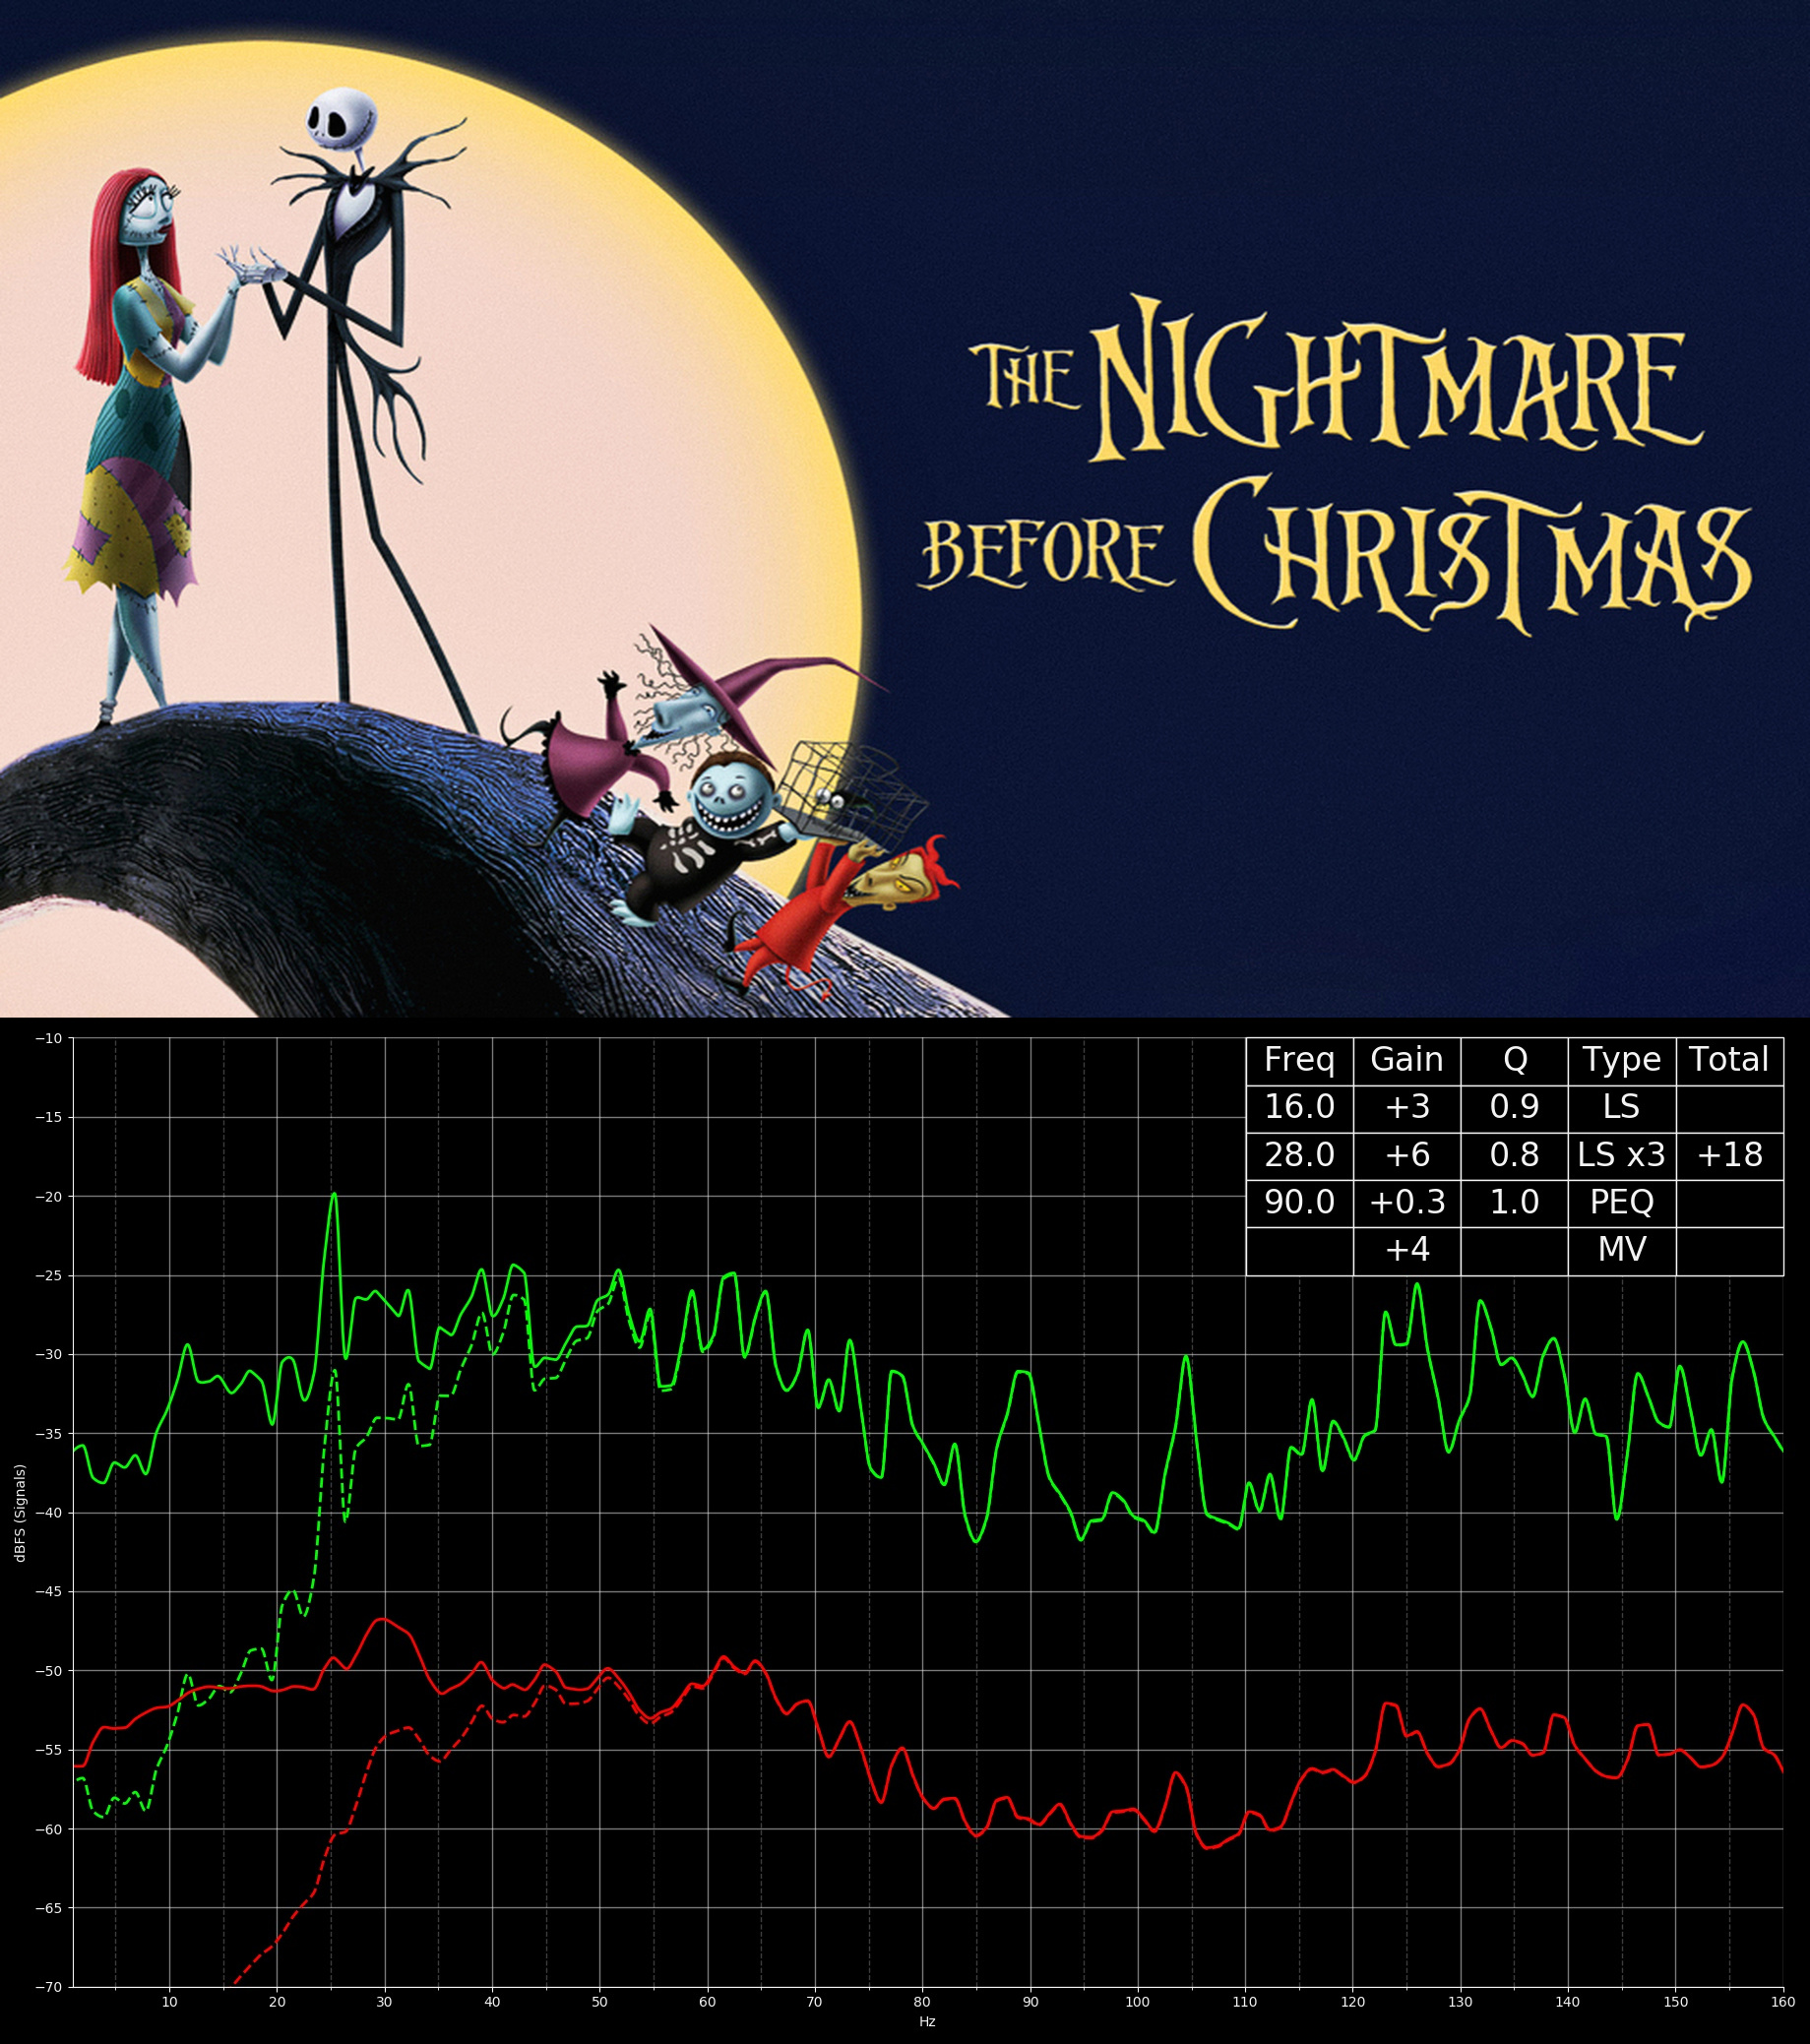 THE NIGHTMARE
BEFORE CHRISTMAS
Freq Gain Q Type Total
16.0 +3 0.9 LS
28.0 +6 0.8 LS x3 +18
90.0 +0.3 1.0 PEQ
+4 MV
−10
−15
−20
−25
−30
−35
−40
−45
−50
−55
−60
−65
−70
dBFS (Signals)
10 20 30 40 50 60 70 80 90 100 110 120 130 140 150 160
Hz